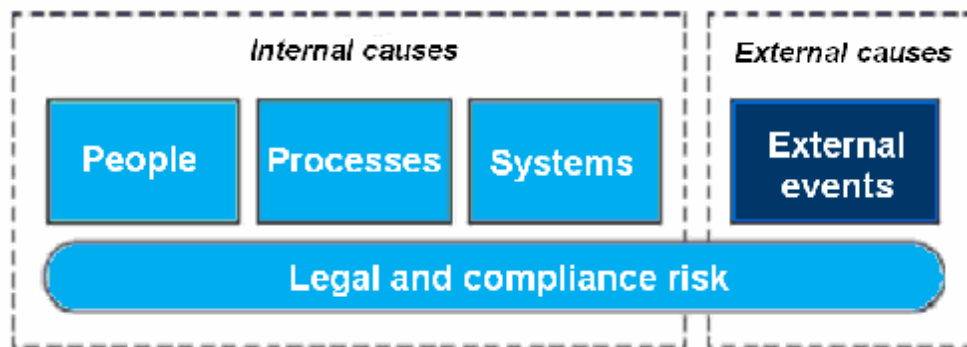 Internal causes
External causes
People
Processes
Systems
External
events
Legal and compliance risk